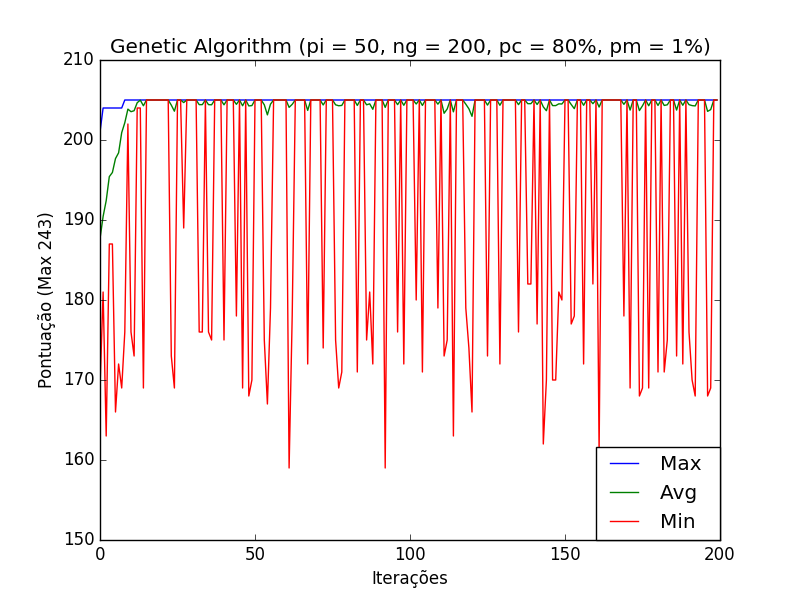 Genetic Algorithm (pi = 50, ng = 200, pc = 80%, pm = 1%)
210
200
190
180
170
160
150
Pontuação (Max 243)
Max
Avg
Min
0
50
100
150
200
Iterações